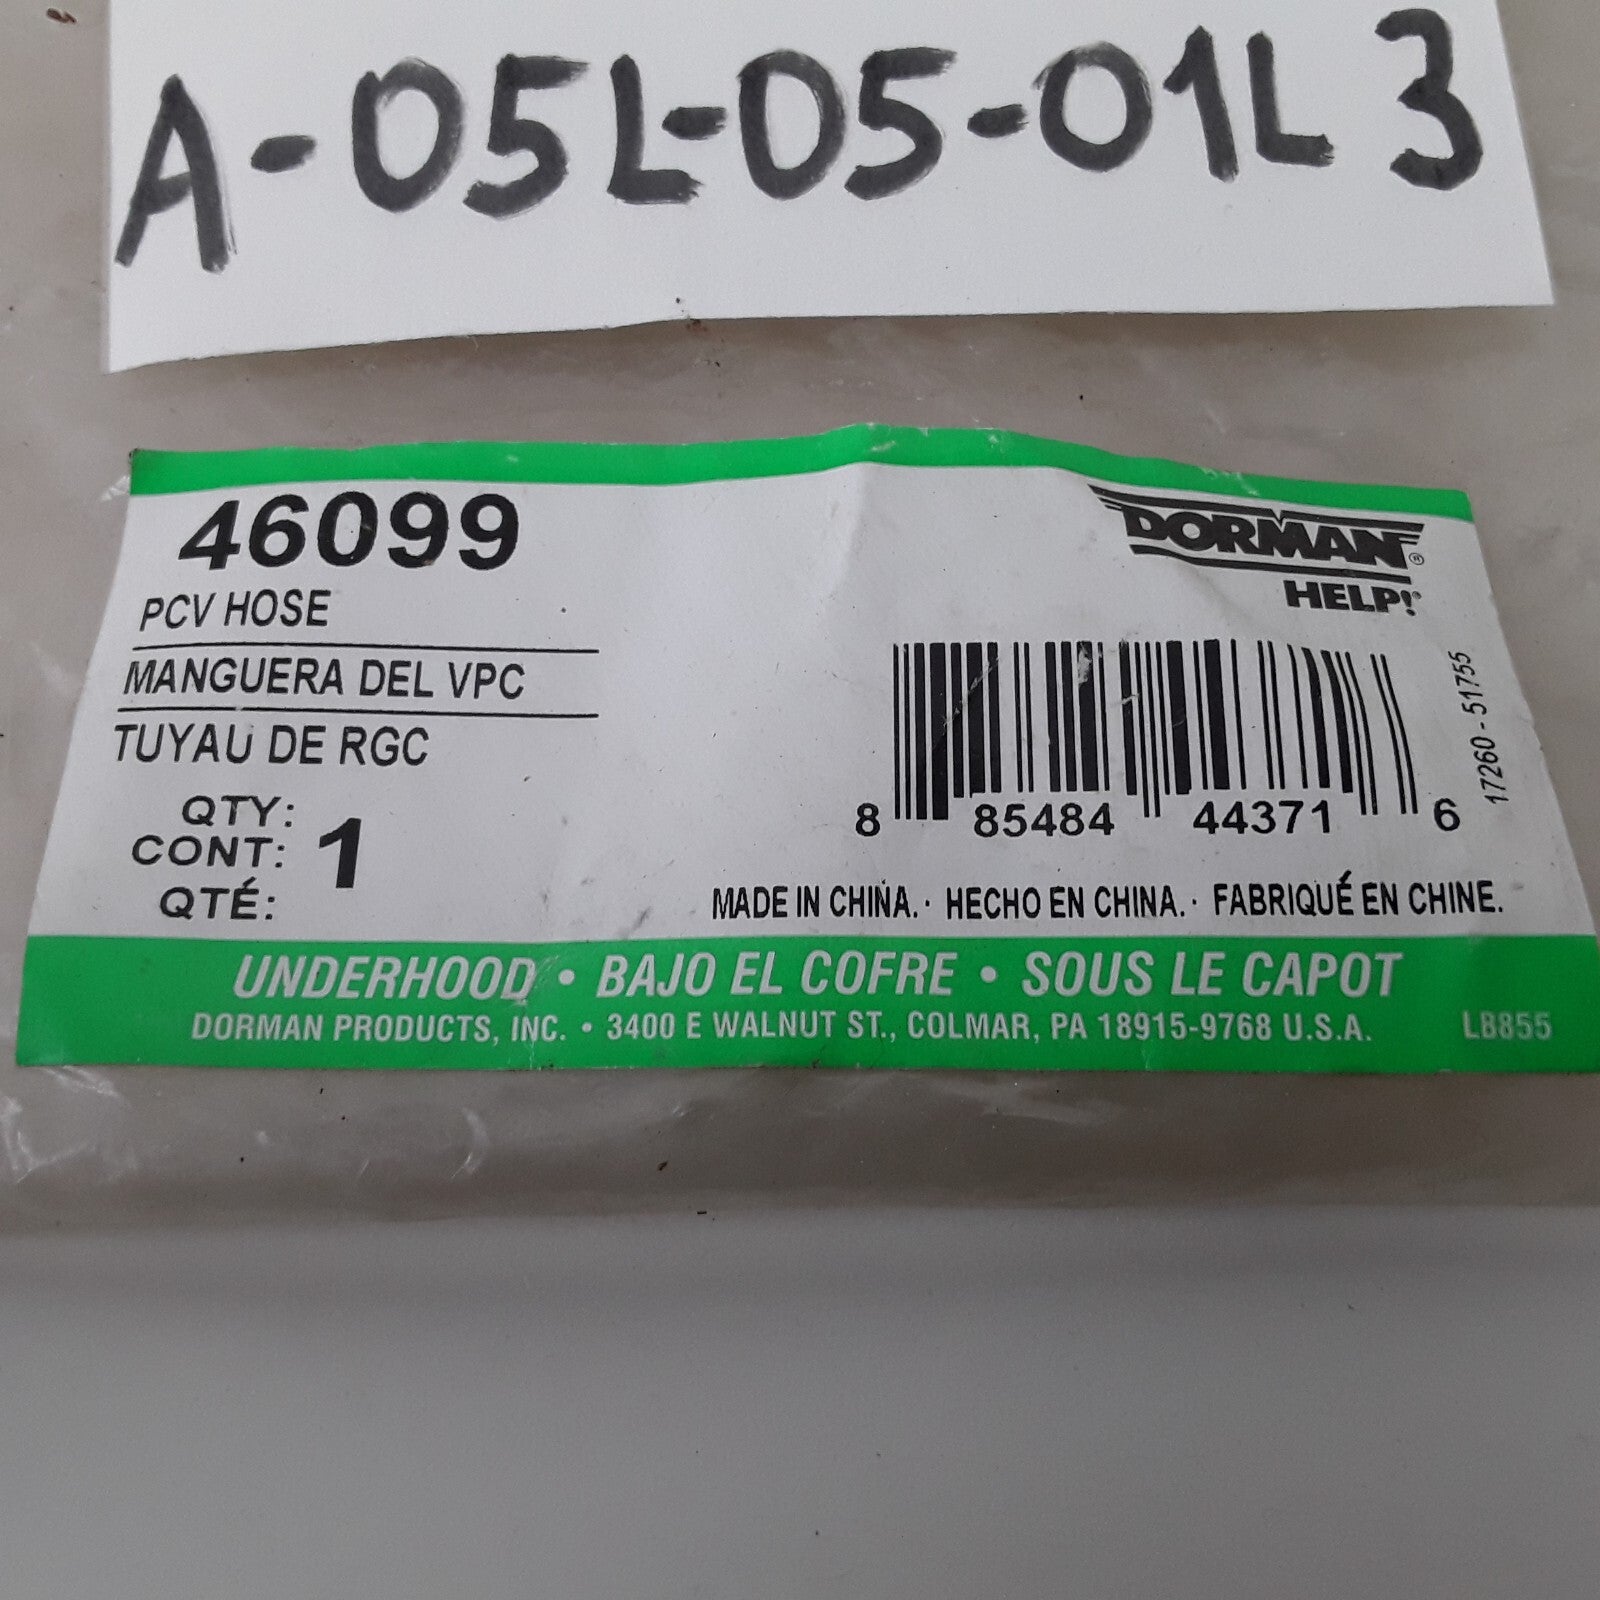 A-05L-05-01L 3
46099
DORMAN®
HELP!®
PCV HOSE
MANGUERA DEL VPC
TUYAU DE RGC
QTY:
CONT: 1
QTÉ:
17260 - 51755
8 85484 44371 6
MADE IN CHINA. · HECHO EN CHINA. · FABRIQUÉ EN CHINE.
UNDERHOOD • BAJO EL COFRE • SOUS LE CAPOT
DORMAN PRODUCTS, INC. • 3400 E WALNUT ST., COLMAR, PA 18915-9768 U.S.A. LB855